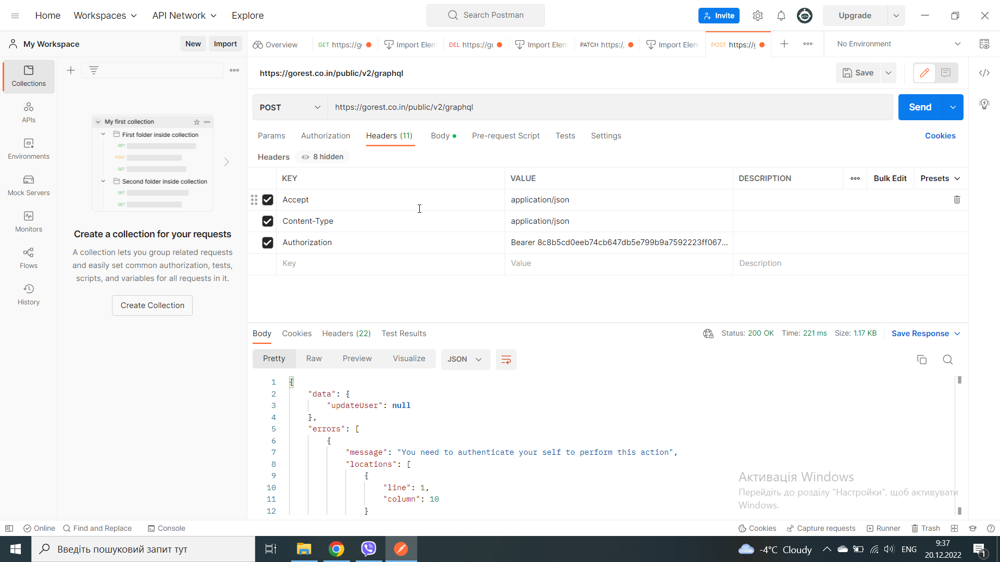 Home Workspaces API Network Explore Search Postman Invite Upgrade
My Workspace New Import Overview GET https://g Import Elem DEL https://gc Import Elem PATCH https:/, Import Elem POST https://g No Environment
https://gorest.co.in/public/v2/graphql Save
POST https://gorest.co.in/public/v2/graphql Send
Params Authorization Headers (11) Body Pre-request Script Tests Settings Cookies
Headers 8 hidden
KEY VALUE DESCRIPTION Bulk Edit Presets
Accept application/json
Content-Type application/json
Authorization Bearer 8c8b5cd0eeb74cb647db5e799b9a7592223ff067...
Key Value Description
Collections
APIs
Environments
Mock Servers
Monitors
Flows
History
My first collection
First folder inside collection
GET
POST
GET
Second folder inside collection
GET
GET
Create a collection for your requests
A collection lets you group related requests
and easily set common authorization, tests,
scripts, and variables for all requests in it.
Create Collection
Body Cookies Headers (22) Test Results Status: 200 OK Time: 221 ms Size: 1.17 KB Save Response
Pretty Raw Preview Visualize JSON
1 {
2 "data": {
3 "updateUser": null
4 },
5 "errors": [
6 {
7 "message": "You need to authenticate your self to perform this action",
8 "locations": [
9 {
10 "line": 1,
11 "column": 10
12 }
Активація Windows
Перейдіть до розділу "Настройки", щоб активувати
Windows.
Online Find and Replace Console Cookies Capture requests Runner Trash
Введіть пошуковий запит тут -4°C Cloudy ENG 9:37
20.12.2022 1